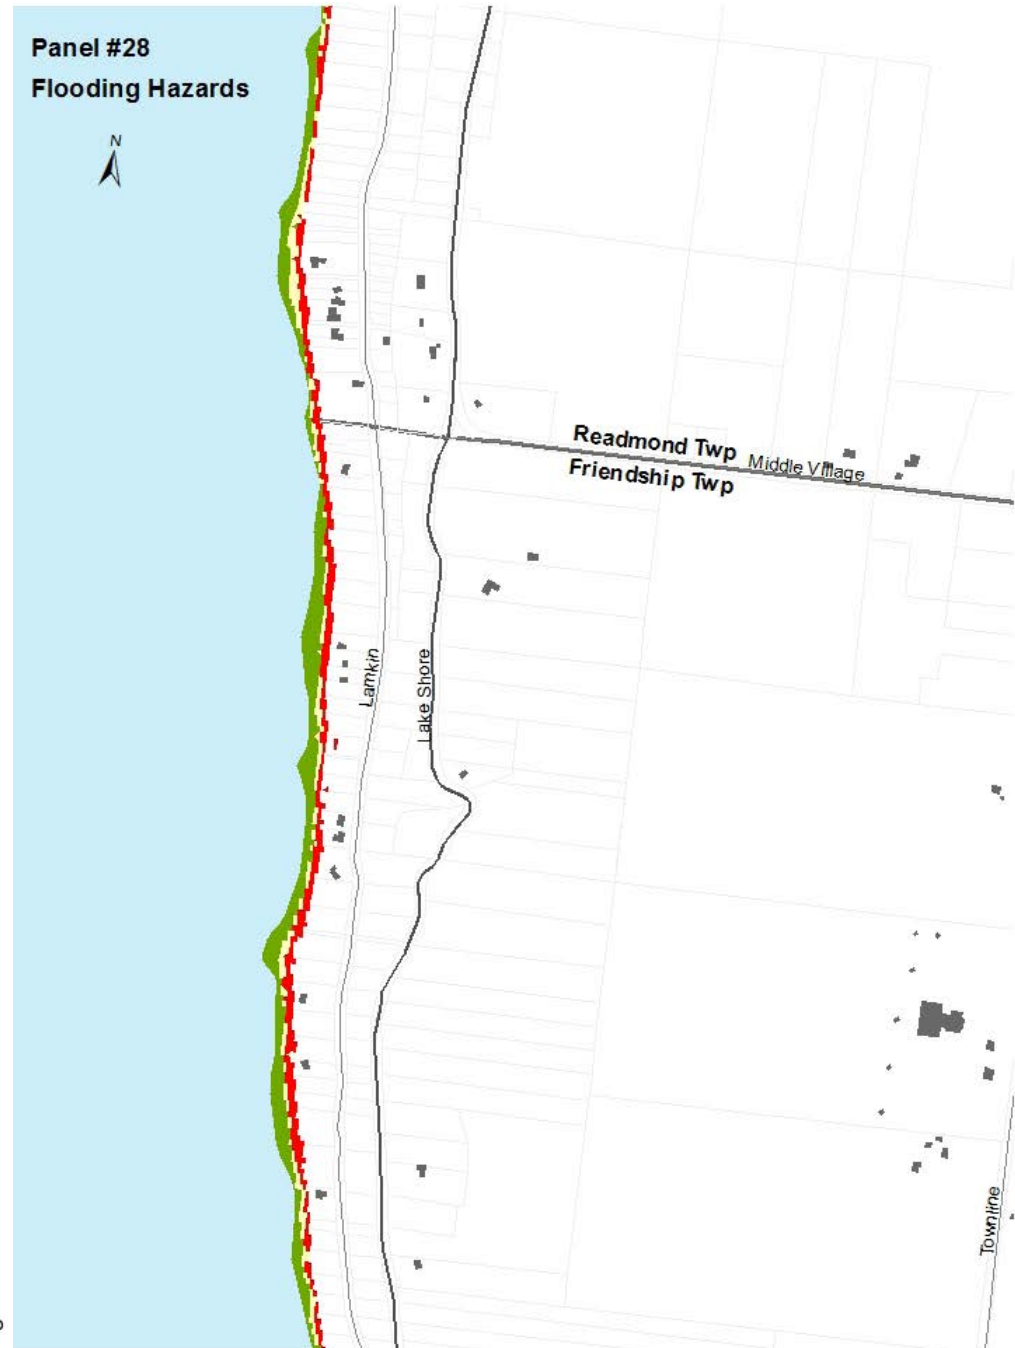 Panel #28
Flooding Hazards
N
Readmond Twp
Middle Village
Friendship Twp
Lamkin
Lake Shore
Townline